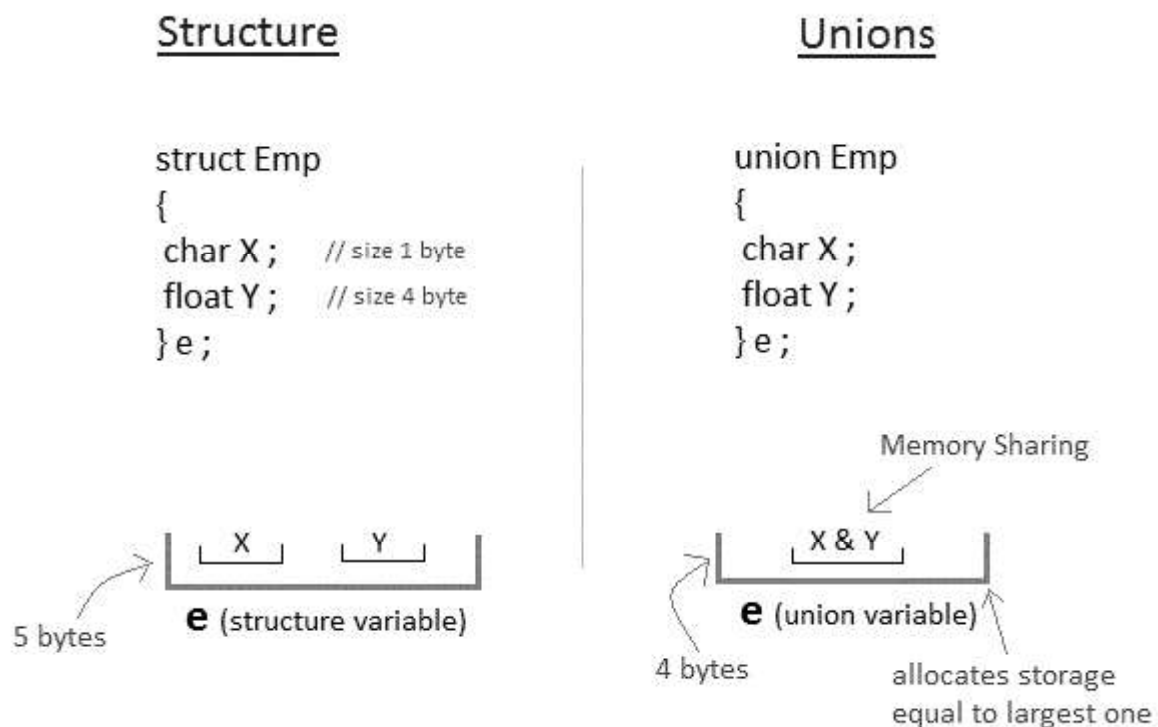 Structure
struct Emp
{
char X ; // size 1 byte
float Y ; // size 4 byte
} e ;
X Y
e (structure variable)
5 bytes
Unions
union Emp
{
char X ;
float Y ;
} e ;
Memory Sharing
X & Y
e (union variable)
4 bytes
allocates storage
equal to largest one